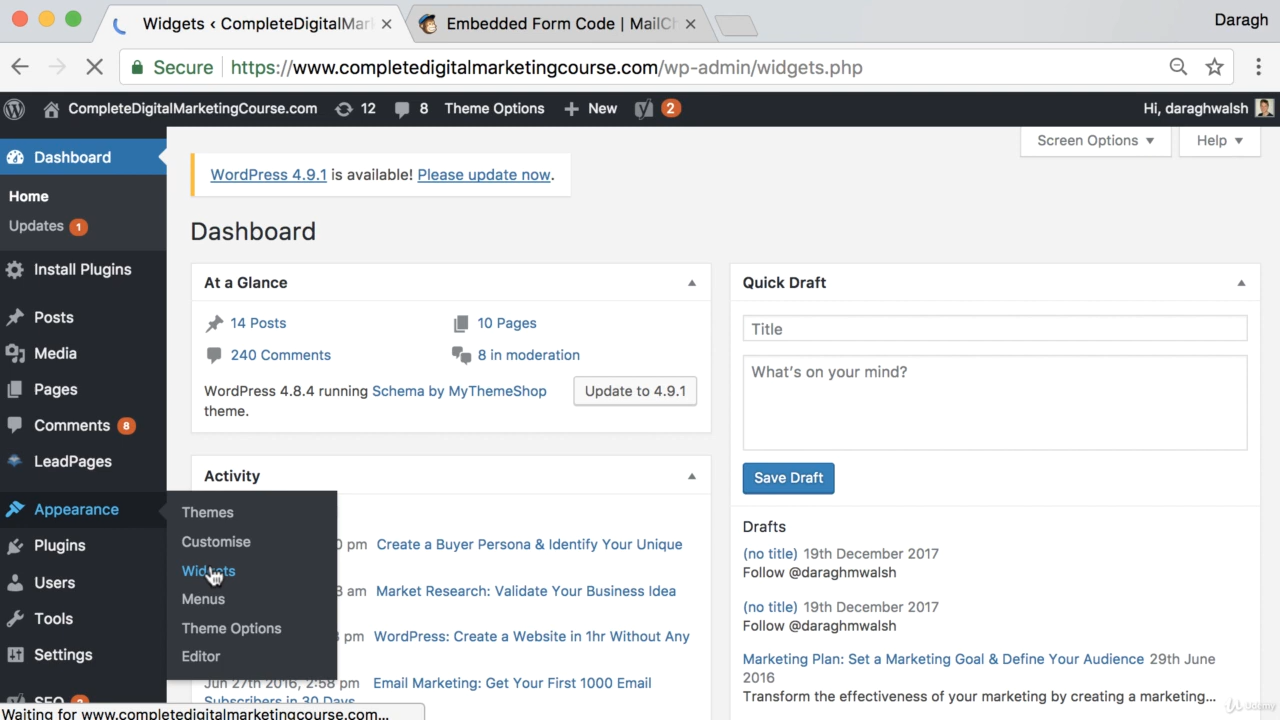 Widgets ‹ CompleteDigitalMar
Embedded Form Code | MailCh
Daragh
Secure
https://www.completedigitalmarketingcourse.com/wp-admin/widgets.php
CompleteDigitalMarketingCourse.com
12
8
Theme Options
New
2
Hi, daraghwalsh
Dashboard
Home
Updates 1
Install Plugins
Posts
Media
Pages
Comments 8
LeadPages
Appearance
Plugins
Users
Tools
Settings
SEO
Themes
Customise
Widgets
Menus
Theme Options
Editor
Screen Options
Help
WordPress 4.9.1 is available! Please update now.
Dashboard
At a Glance
14 Posts
10 Pages
240 Comments
8 in moderation
WordPress 4.8.4 running Schema by MyThemeShop
theme.
Update to 4.9.1
Activity
pm Create a Buyer Persona & Identify Your Unique
am Market Research: Validate Your Business Idea
pm WordPress: Create a Website in 1hr Without Any
Jun 27th 2016, 2:58 pm Email Marketing: Get Your First 1000 Email
Subscribers in 30 Days
Quick Draft
Title
What's on your mind?
Save Draft
Drafts
(no title) 19th December 2017
Follow @daraghmwalsh
(no title) 19th December 2017
Follow @daraghmwalsh
Marketing Plan: Set a Marketing Goal & Define Your Audience 29th June
2016
Transform the effectiveness of your marketing by creating a marketing...
Waiting for www.completedigitalmarketingcourse.com...
Udemy